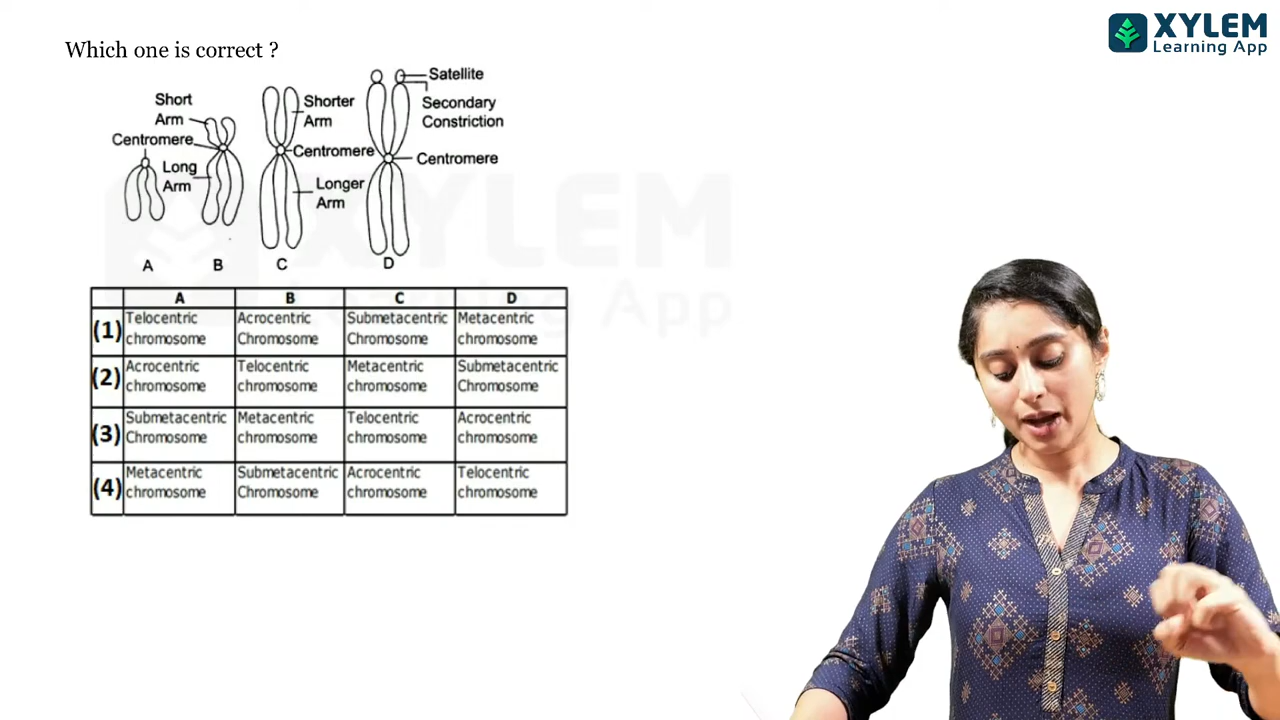 XYLEM
Learning App
Which one is correct ?
Short
Arm
Centromere
Long
Arm
Shorter
Arm
Centromere
Longer
Arm
Satellite
Secondary
Constriction
Centromere
A B C D
XYLEM
Learning App
A B C D
(1) Telocentric chromosome Acrocentric Chromosome Submetacentric Chromosome Metacentric chromosome
(2) Acrocentric chromosome Telocentric chromosome Metacentric chromosome Submetacentric Chromosome
(3) Submetacentric Chromosome Metacentric chromosome Telocentric chromosome Acrocentric chromosome
(4) Metacentric chromosome Submetacentric Chromosome Acrocentric chromosome Telocentric chromosome